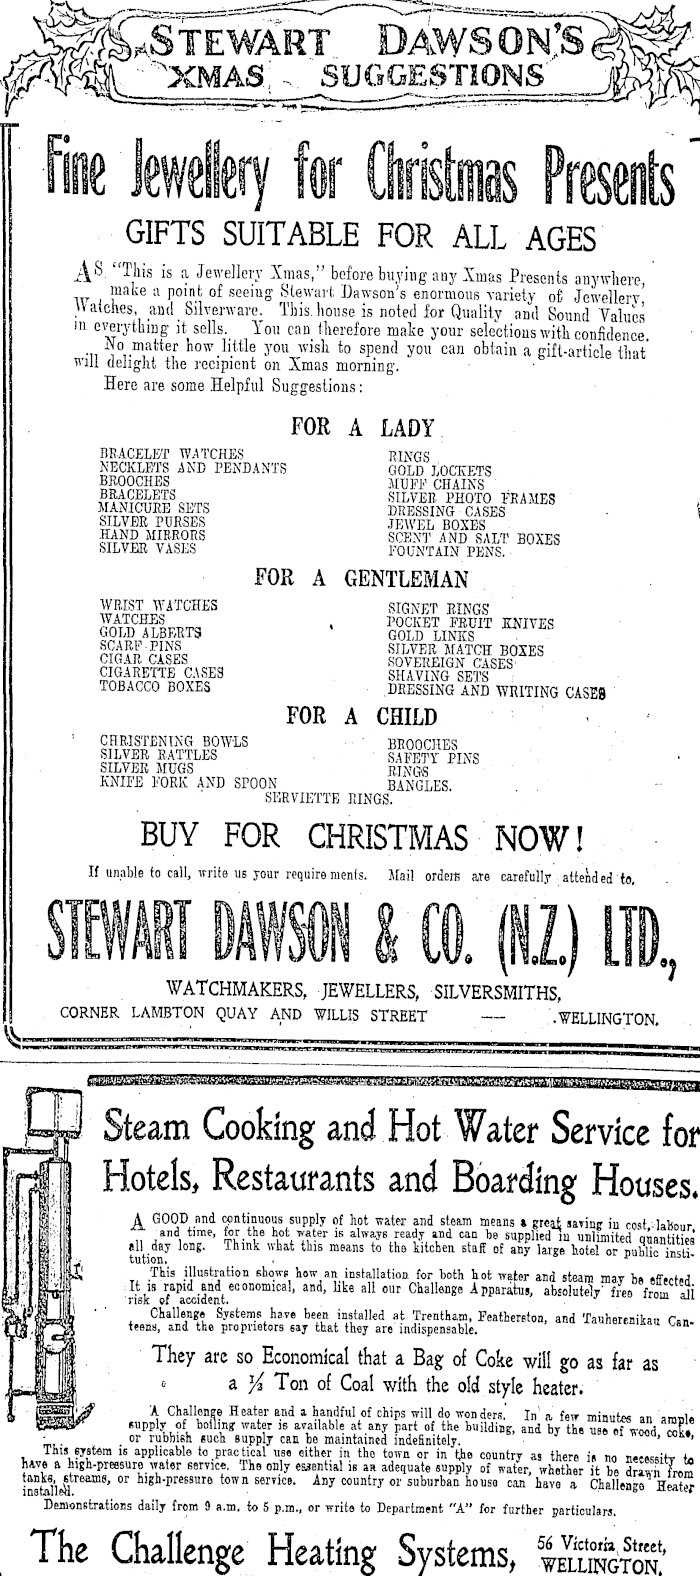 STEWART DAWSON'S
XMAS SUGGESTIONS
Fine Jewellery for Christmas Presents
GIFTS SUITABLE FOR ALL AGES
AS "This is a Jewellery Xmas," before buying any Xmas Presents anywhere,
make a point of seeing Stewart Dawson's enormous variety of Jewellery,
Watches, and Silverware. This house is noted for Quality and Sound Values
in everything it sells. You can therefore make your selections with confidence.
No matter how little you wish to spend you can obtain a gift-article that
will delight the recipient on Xmas morning.
Here are some Helpful Suggestions:
FOR A LADY
BRACELET WATCHES
NECKLETS AND PENDANTS
BROOCHES
BRACELETS
MANICURE SETS
SILVER PURSES
HAND MIRRORS
SILVER VASES
RINGS
GOLD LOCKETS
MUFF CHAINS
SILVER PHOTO FRAMES
DRESSING CASES
JEWEL BOXES
SCENT AND SALT BOXES
FOUNTAIN PENS.
FOR A GENTLEMAN
WRIST WATCHES
WATCHES
GOLD ALBERTS
SCARF PINS
CIGAR CASES
CIGARETTE CASES
TOBACCO BOXES
SIGNET RINGS
POCKET FRUIT KNIVES
GOLD LINKS
SILVER MATCH BOXES
SOVEREIGN CASES
SHAVING SETS
DRESSING AND WRITING CASES
FOR A CHILD
CHRISTENING BOWLS
SILVER RATTLES
SILVER MUGS
KNIFE FORK AND SPOON
BROOCHES
SAFETY PINS
RINGS
BANGLES.
SERVIETTE RINGS.
BUY FOR CHRISTMAS NOW!
If unable to call, write us your requirements. Mail orders are carefully attended to.
STEWART DAWSON & CO. (N.Z.) LTD.,
WATCHMAKERS, JEWELLERS, SILVERSMITHS,
CORNER LAMBTON QUAY AND WILLIS STREET — WELLINGTON.
Steam Cooking and Hot Water Service for
Hotels, Restaurants and Boarding Houses.
A GOOD and continuous supply of hot water and steam means a great saving in cost, labour,
and time, for the hot water is always ready and can be supplied in unlimited quantities
all day long. Think what this means to the kitchen staff of any large hotel or public insti-
tution.
This illustration shows how an installation for both hot water and steam may be effected.
It is rapid and economical, and, like all our Challenge Apparatus, absolutely free from all
risk of accident.
Challenge Systems have been installed at Trentham, Featherston, and Tauherenikau Can-
teens, and the proprietors say that they are indispensable.
They are so Economical that a Bag of Coke will go as far as
a ½ Ton of Coal with the old style heater.
A Challenge Heater and a handful of chips will do wonders. In a few minutes an ample
supply of boiling water is available at any part of the building, and by the use of wood, coke,
or rubbish such supply can be maintained indefinitely.
This system is applicable to practical use either in the town or in the country as there is no necessity to
have a high-pressure water service. The only essential is an adequate supply of water, whether it be drawn from
tanks, streams, or high-pressure town service. Any country or suburban house can have a Challenge Heater
installed.
Demonstrations daily from 9 a.m. to 5 p.m., or write to Department "A" for further particulars.
The Challenge Heating Systems, 56 Victoria Street,
WELLINGTON.